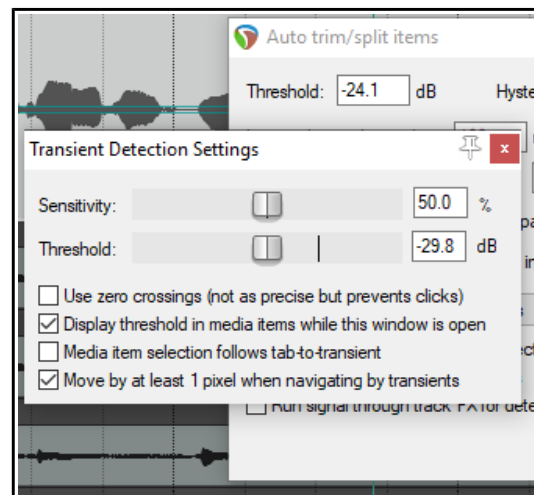 Auto trim/split items
Threshold: -24.1 dB
Transient Detection Settings
Sensitivity: 50.0 %
Threshold: -29.8 dB
Use zero crossings (not as precise but prevents clicks)
Display threshold in media items while this window is open
Media item selection follows tab-to-transient
Move by at least 1 pixel when navigating by transients
Run signal through track FX for